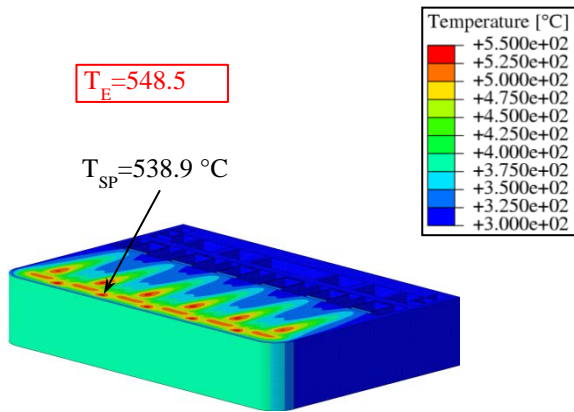 Temperature [°C]
+5.500e+02
+5.250e+02
+5.000e+02
+4.750e+02
+4.500e+02
+4.250e+02
+4.000e+02
+3.750e+02
+3.500e+02
+3.250e+02
+3.000e+02
T_E=548.5
T_SP=538.9 °C